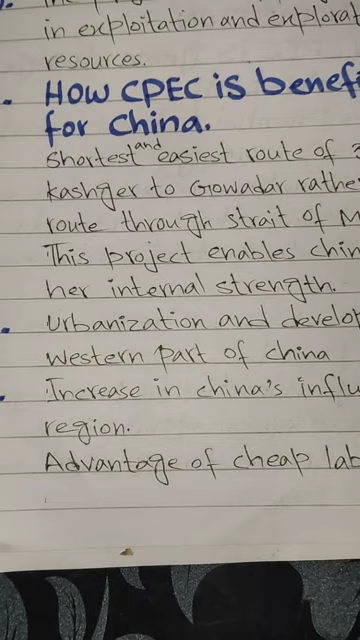 in exploitation and explorat
resources.
How CPEC is benefi
for China.
Shortest and easiest route of
Kashger to Gowadar rathe
route through strait of M
This project enables chin
her internal strength.
Urbanization and develo
western part of china
Increase in china's influ
region.
Advantage of cheap lab